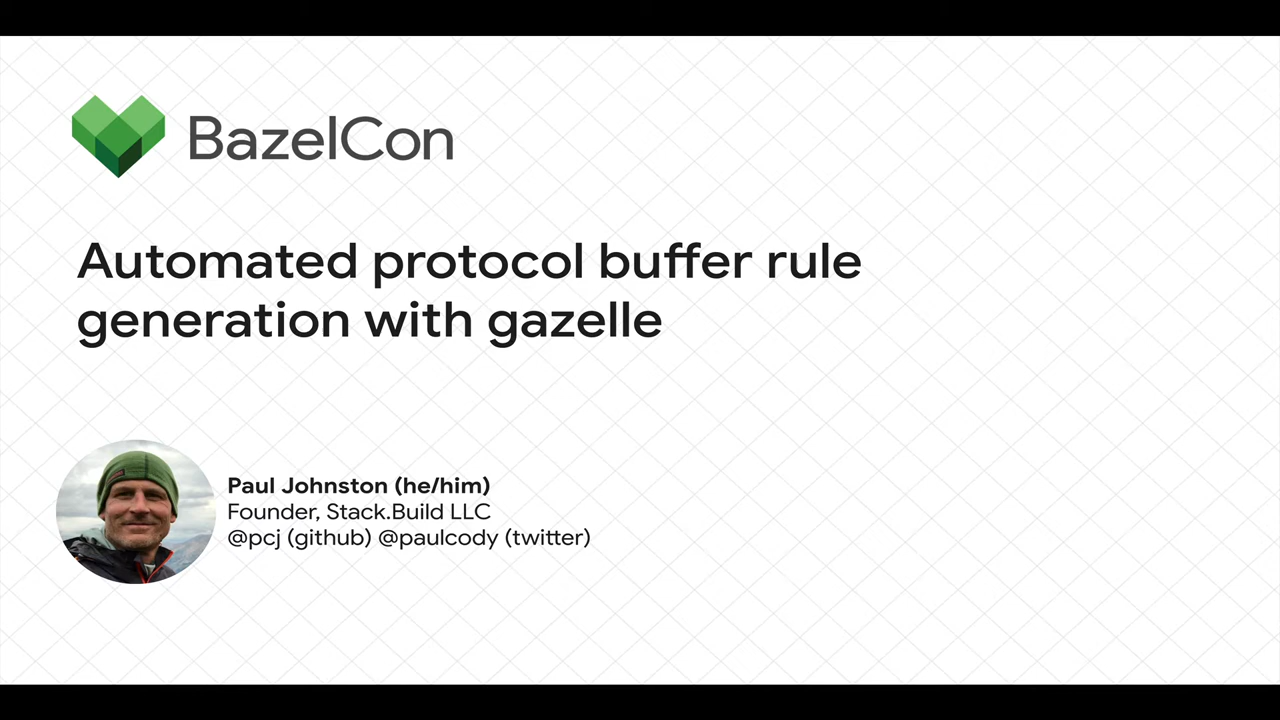 BazelCon
Automated protocol buffer rule
generation with gazelle
Paul Johnston (he/him)
Founder, Stack.Build LLC
@pcj (github) @paulcody (twitter)